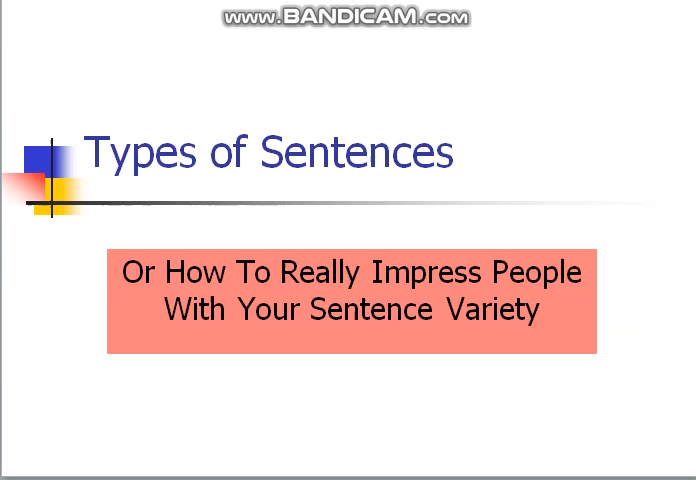 www.BANDICAM.com
Types of Sentences
Or How To Really Impress People
With Your Sentence Variety